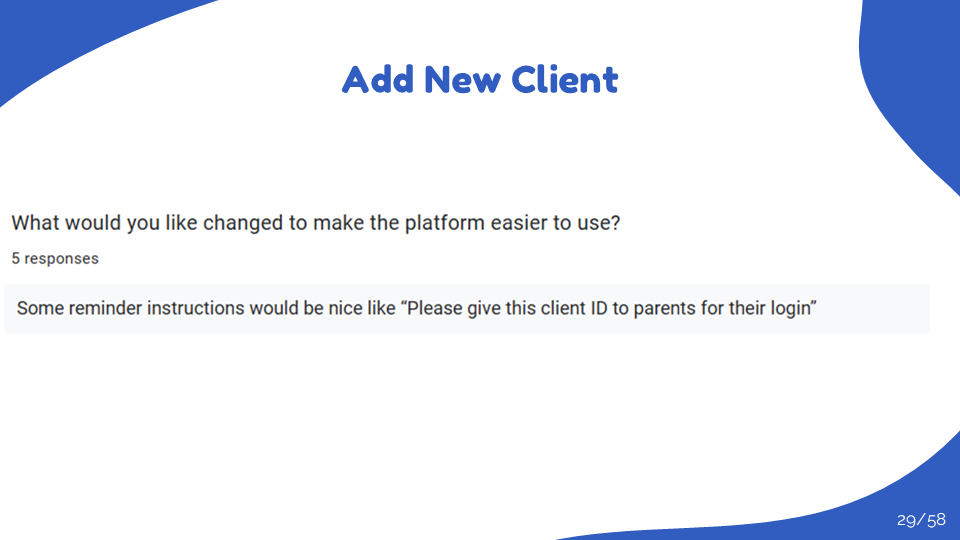 Add New Client
What would you like changed to make the platform easier to use?
5 responses
Some reminder instructions would be nice like “Please give this client ID to parents for their login”
29/58